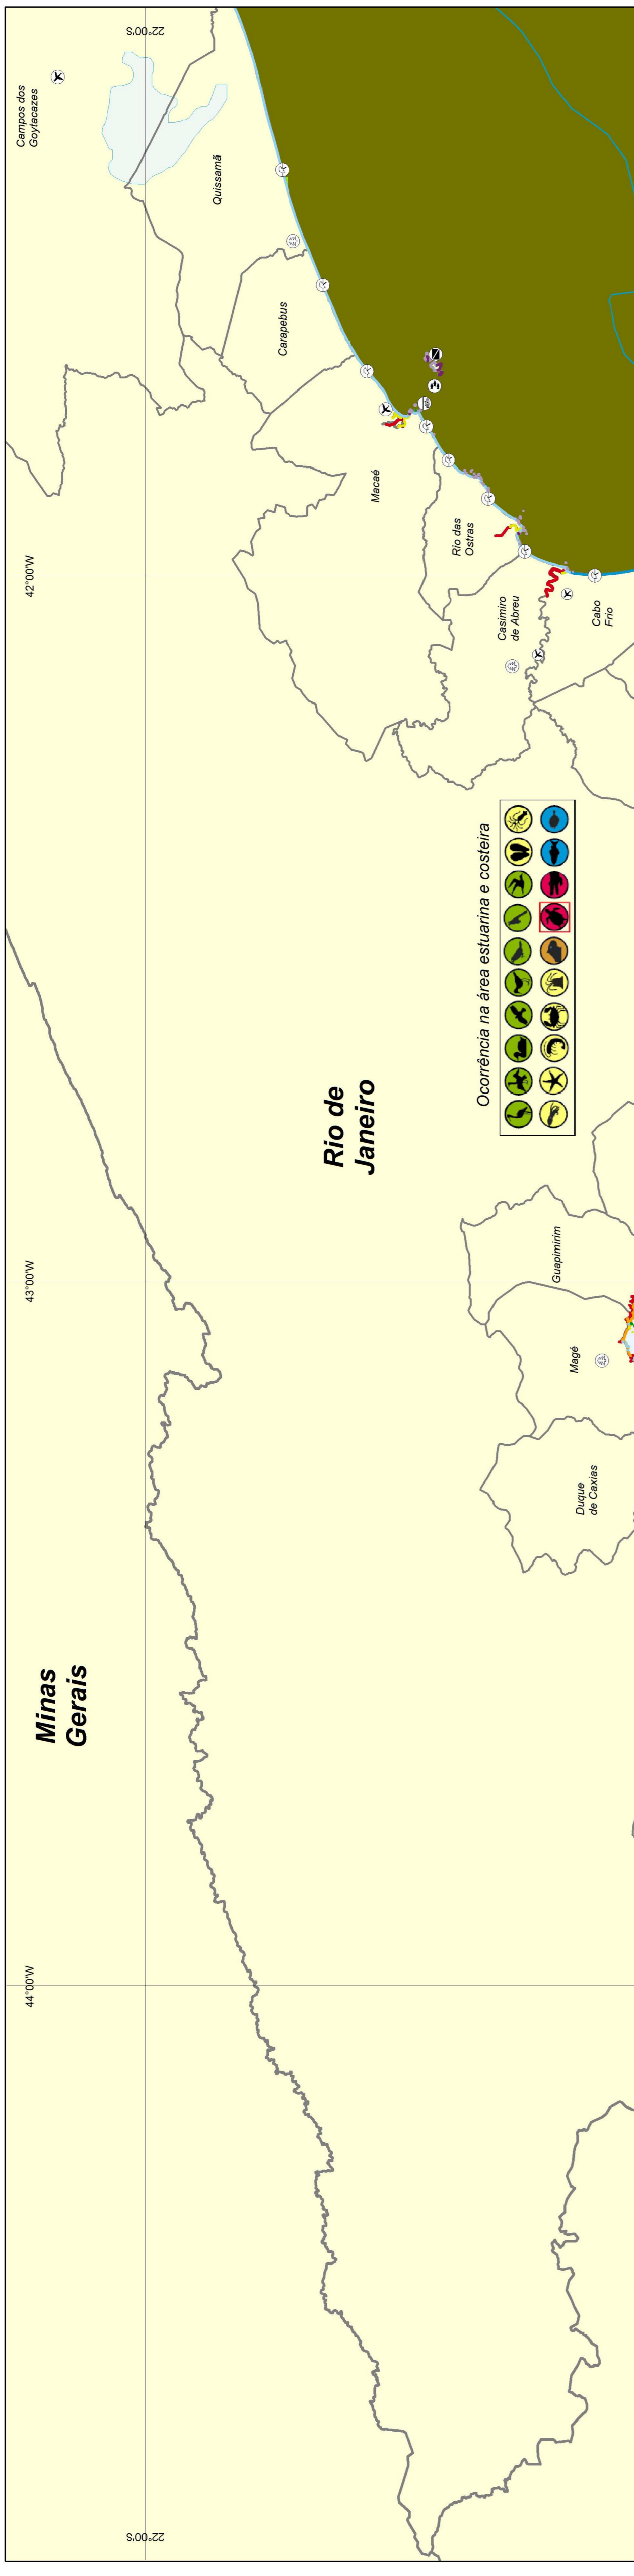 44°00'W
43°00'W
42°00'W
22°00'S
22°00'S
Minas
Gerais
Rio de
Janeiro
Campos dos
Goytacazes
Quissamã
Carapebus
Macaé
Rio das
Ostras
Casimiro
de Abreu
Cabo
Frio
Ocorrência na área estuarina e costeira
Guapimirim
Magé
Duque
de Caxias